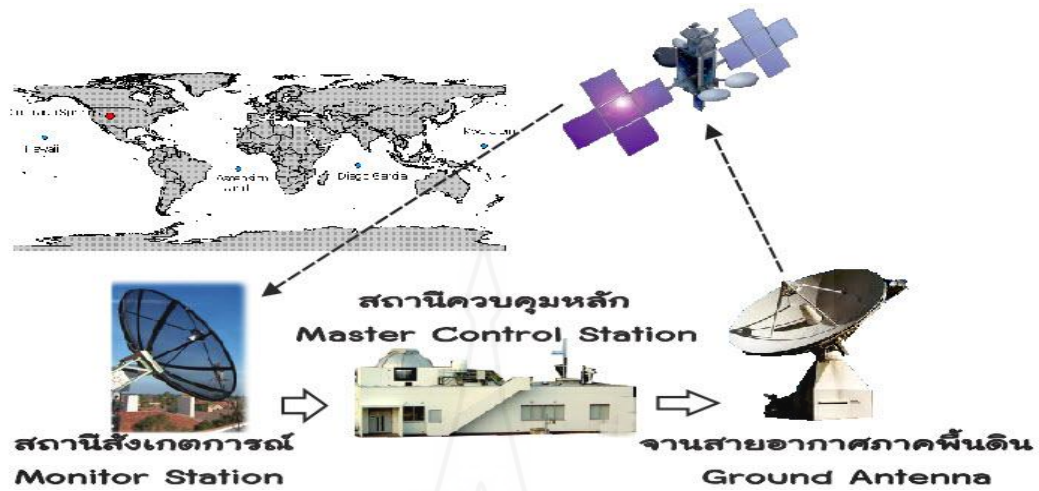 Diego Garcia
สถานีควบคุมหลัก
Master Control Station
สถานีสังเกตการณ์
Monitor Station
จานสายอากาศภาคพื้นดิน
Ground Antenna